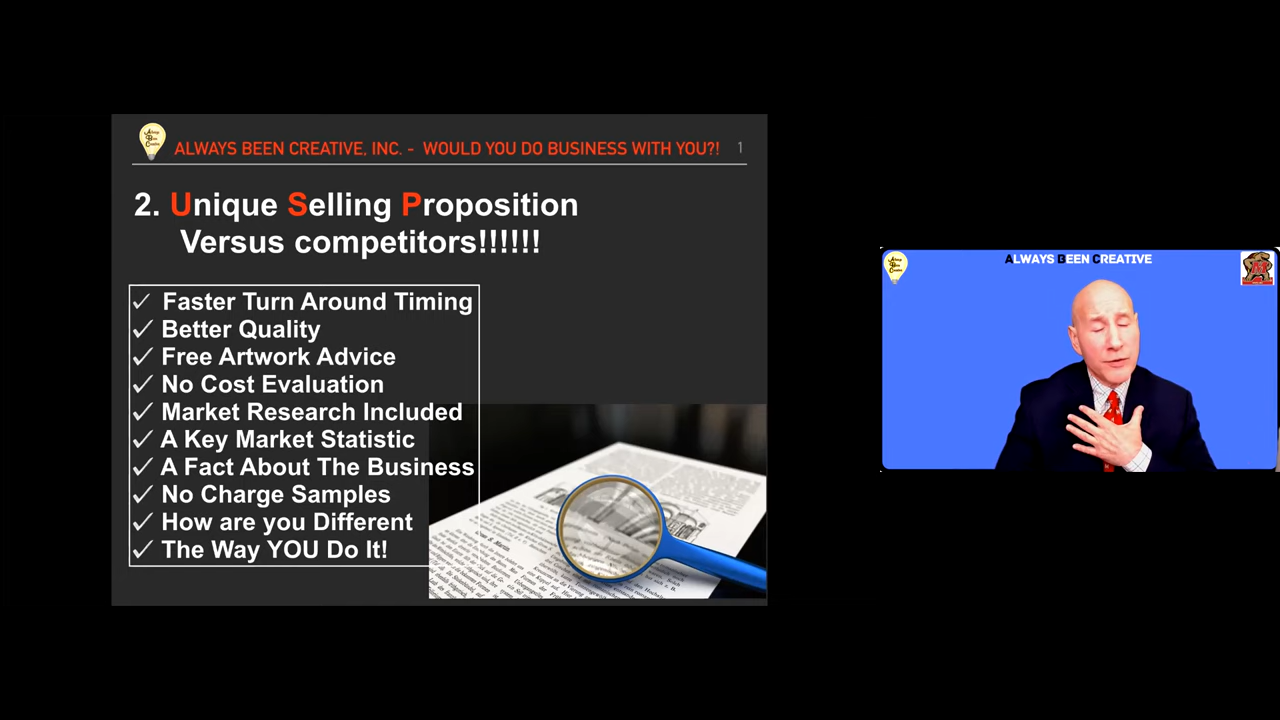 ALWAYS BEEN CREATIVE, INC. - WOULD YOU DO BUSINESS WITH YOU?! 1
2. Unique Selling Proposition
Versus competitors!!!!!!
✓ Faster Turn Around Timing
✓ Better Quality
✓ Free Artwork Advice
✓ No Cost Evaluation
✓ Market Research Included
✓ A Key Market Statistic
✓ A Fact About The Business
✓ No Charge Samples
✓ How are you Different
✓ The Way YOU Do It!
ALWAYS BEEN CREATIVE